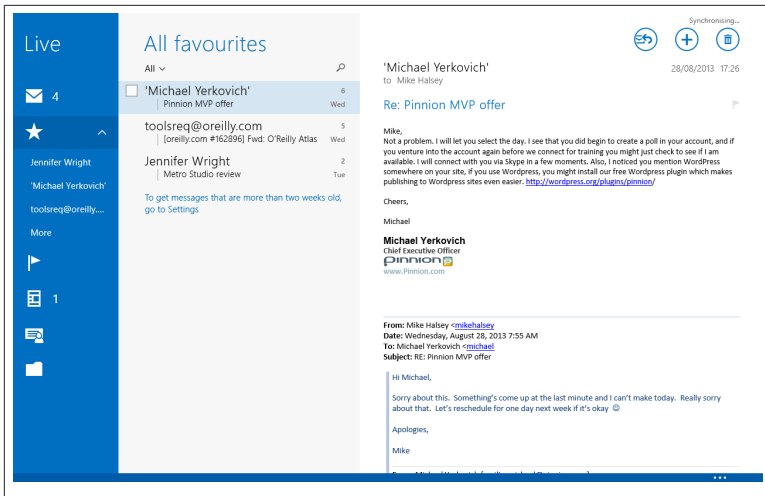 Live
4
Jennifer Wright
'Michael Yerkovich'
toolsreq@oreilly....
More
1
All favourites
All
'Michael Yerkovich' 6
Pinnion MVP offer Wed
toolsreq@oreilly.com 5
[oreilly.com #162896] Fwd: O'Reilly Atlas Wed
Jennifer Wright 2
Metro Studio review Tue
To get messages that are more than two weeks old,
go to Settings
Synchronising...
'Michael Yerkovich' 28/08/2013 17:26
to Mike Halsey
Re: Pinnion MVP offer
Mike,
Not a problem. I will let you select the day. I see that you did begin to create a poll in your account, and if
you venture into the account again before we connect for training you might just check to see if I am
available. I will connect with you via Skype in a few moments. Also, I noticed you mention WordPress
somewhere on your site, if you use Wordpress, you might install our free Wordpress plugin which makes
publishing to Wordpress sites even easier. http://wordpress.org/plugins/pinnion/
Cheers,
Michael
Michael Yerkovich
Chief Executive Officer
pinnion
www.Pinnion.com
From: Mike Halsey <mikehalsey
Date: Wednesday, August 28, 2013 7:55 AM
To: Michael Yerkovich <michael
Subject: RE: Pinnion MVP offer
Hi Michael,
Sorry about this. Something's come up at the last minute and I can't make today. Really sorry
about that. Let's reschedule for one day next week if it's okay ☺
Apologies,
Mike